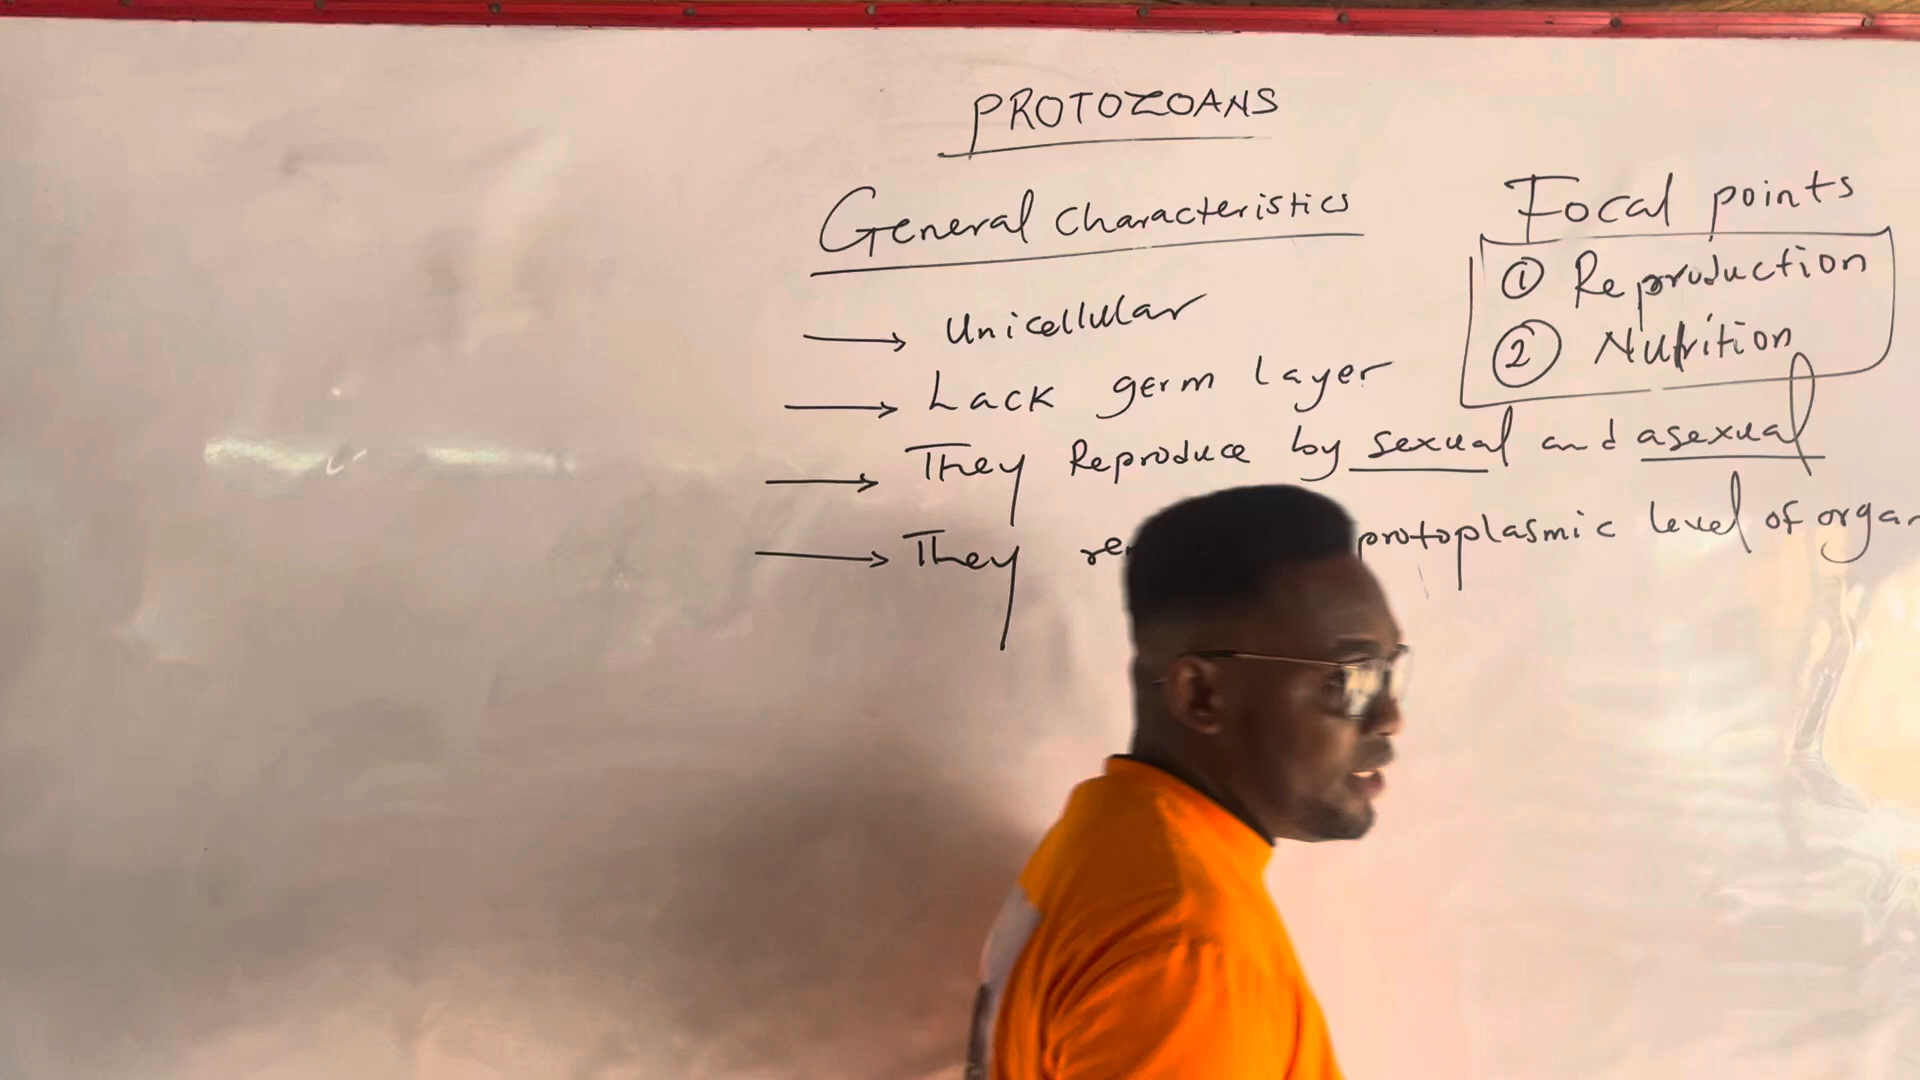 PROTOZOANS
General characteristics
→ Unicellular
→ Lack germ layer
→ They Reproduce by sexual and asexual
→ They protoplasmic level of
Focal points
① Reproduction
② Nutrition